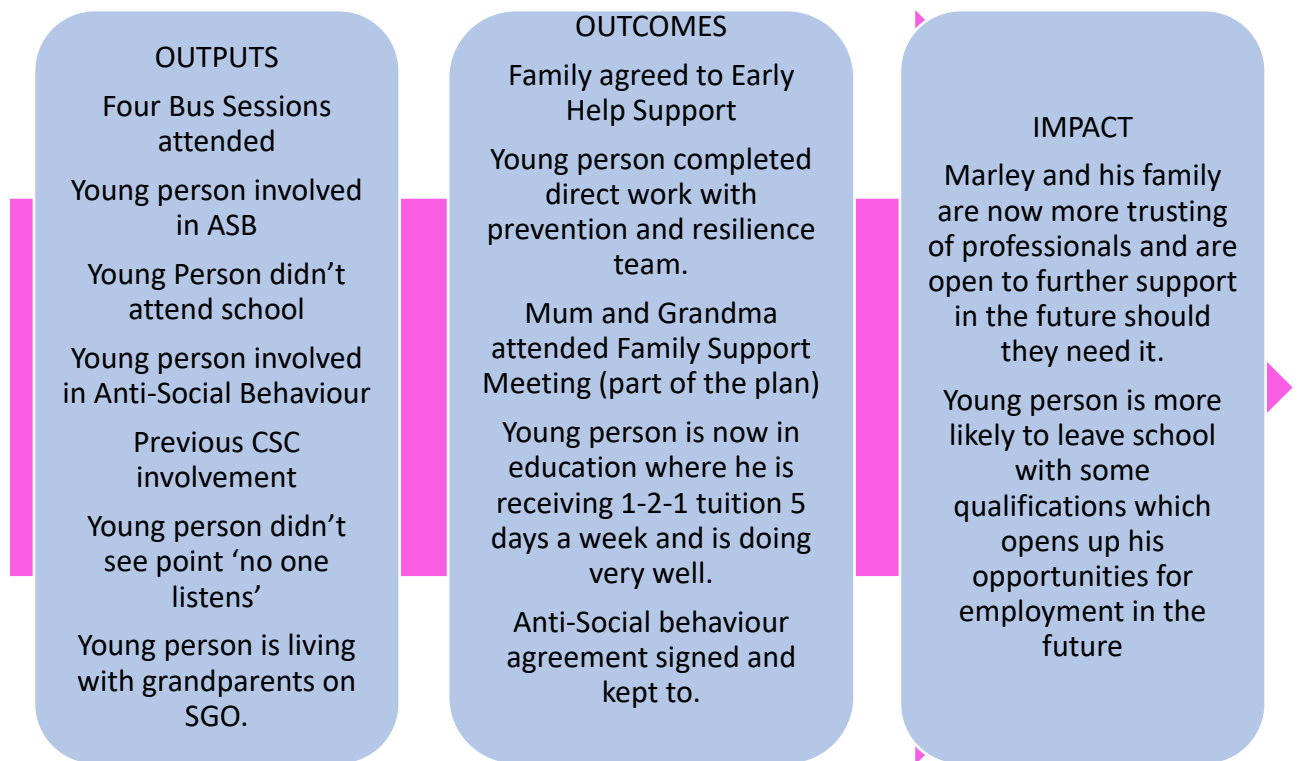 OUTPUTS
Four Bus Sessions
attended
Young person involved
in ASB
Young Person didn’t
attend school
Young person involved
in Anti-Social Behaviour
Previous CSC
involvement
Young person didn’t
see point ‘no one
listens’
Young person is living
with grandparents on
SGO.
OUTCOMES
Family agreed to Early
Help Support
Young person completed
direct work with
prevention and resilience
team.
Mum and Grandma
attended Family Support
Meeting (part of the plan)
Young person is now in
education where he is
receiving 1-2-1 tuition 5
days a week and is doing
very well.
Anti-Social behaviour
agreement signed and
kept to.
IMPACT
Marley and his family
are now more trusting
of professionals and are
open to further support
in the future should
they need it.
Young person is more
likely to leave school
with some
qualifications which
opens up his
opportunities for
employment in the
future